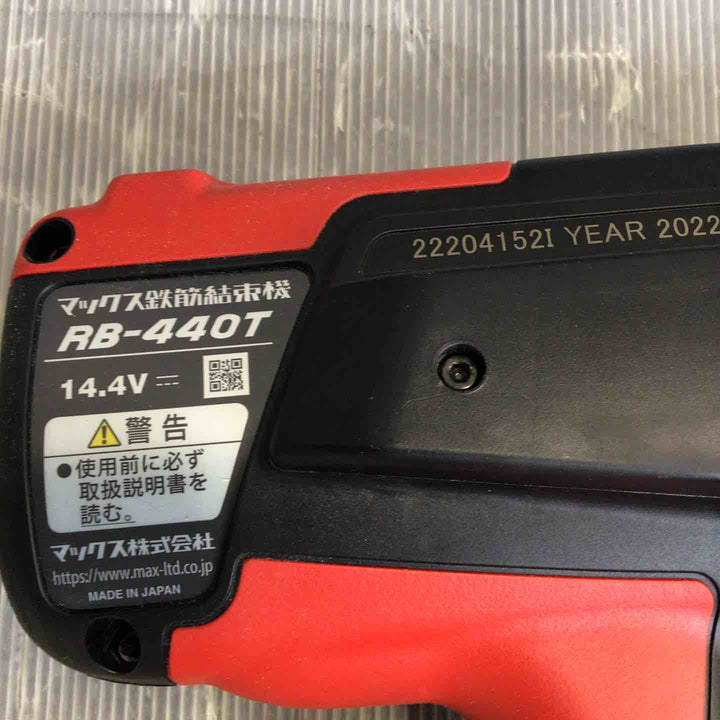 22204152I YEAR 2022
マックス鉄筋結束機
RB-440T
14.4V
警告
●使用前に必ず
取扱説明書を
読む。
マックス株式会社
https://www.max-ltd.co.jp
MADE IN JAPAN